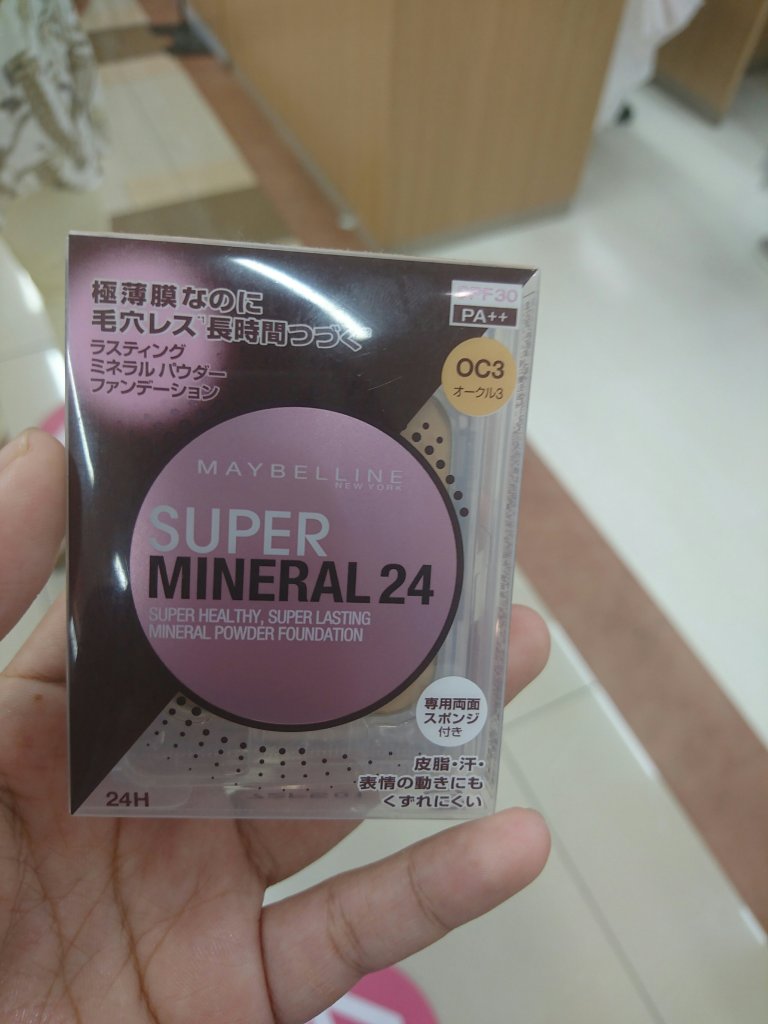 極薄膜なのに
毛穴レス*1長時間つづく*2
ラスティング
ミネラル パウダー
ファンデーション
SPF30
PA++
OC3
オークル3
MAYBELLINE
NEW YORK
SUPER
MINERAL 24
SUPER HEALTHY, SUPER LASTING
MINERAL POWDER FOUNDATION
専用両面
スポンジ
付き
皮脂・汗・
表情の動きにも
くずれにくい
24H